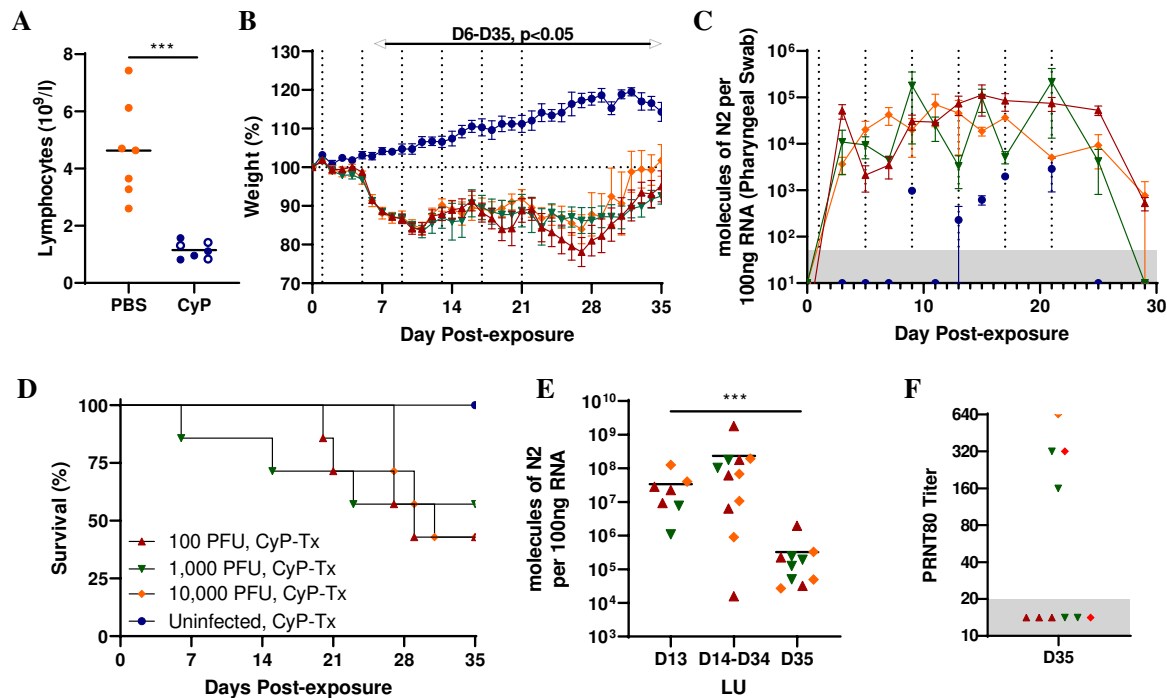 A
***
Lymphocytes (10⁹/l)
8
6
4
2
0
PBS
CyP
B
D6-D35, p<0.05
Weight (%)
130
120
110
100
90
80
70
0
7
14
21
28
35
Day Post-exposure
C
molecules of N2 per
100ng RNA (Pharyngeal Swab)
10⁶
10⁵
10⁴
10³
10²
10¹
0
10
20
30
Day Post-exposure
D
Survival (%)
100
75
50
25
0
100 PFU, CyP-Tx
1,000 PFU, CyP-Tx
10,000 PFU, CyP-Tx
Uninfected, CyP-Tx
0
7
14
21
28
35
Days Post-exposure
E
***
molecules of N2
per 100ng RNA
10¹⁰
10⁹
10⁸
10⁷
10⁶
10⁵
10⁴
10³
D13
D14-D34
D35
LU
F
PRNT80 Titer
640
320
160
80
40
20
10
D35